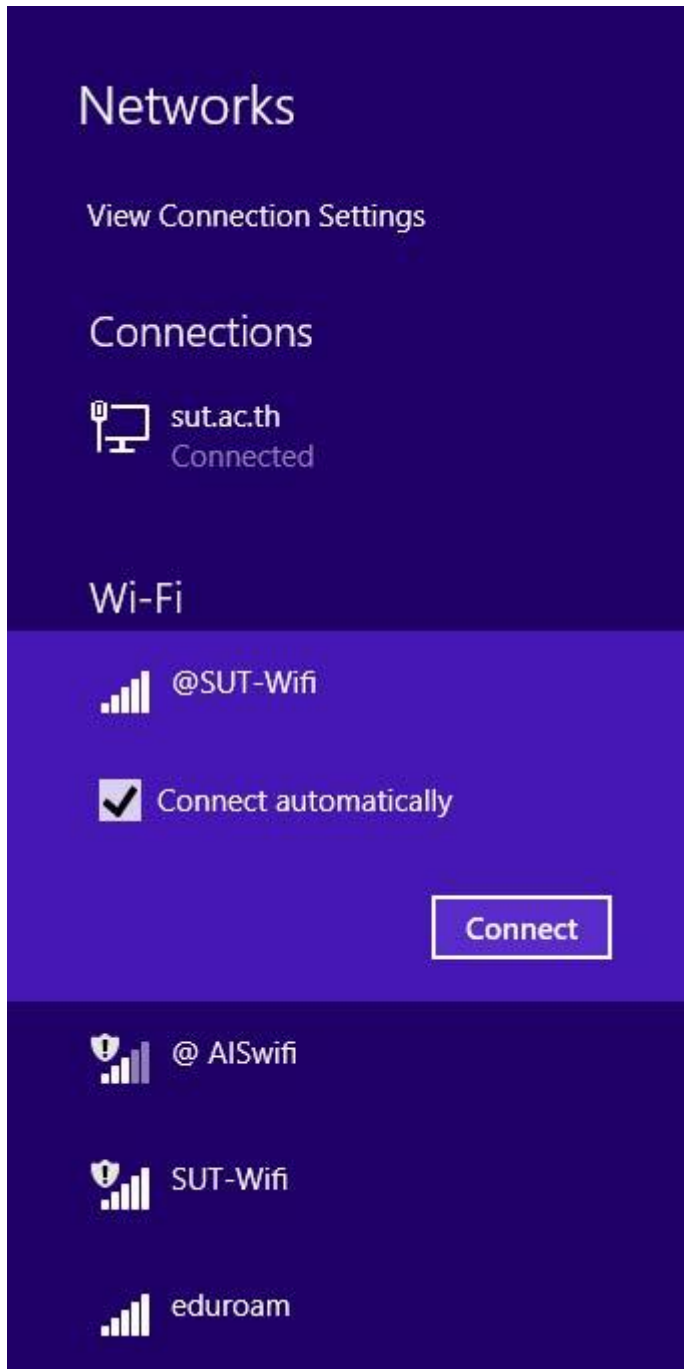 Networks
View Connection Settings
Connections
sut.ac.th
Connected
Wi-Fi
@SUT-Wifi
Connect automatically
Connect
@ AISwifi
SUT-Wifi
eduroam